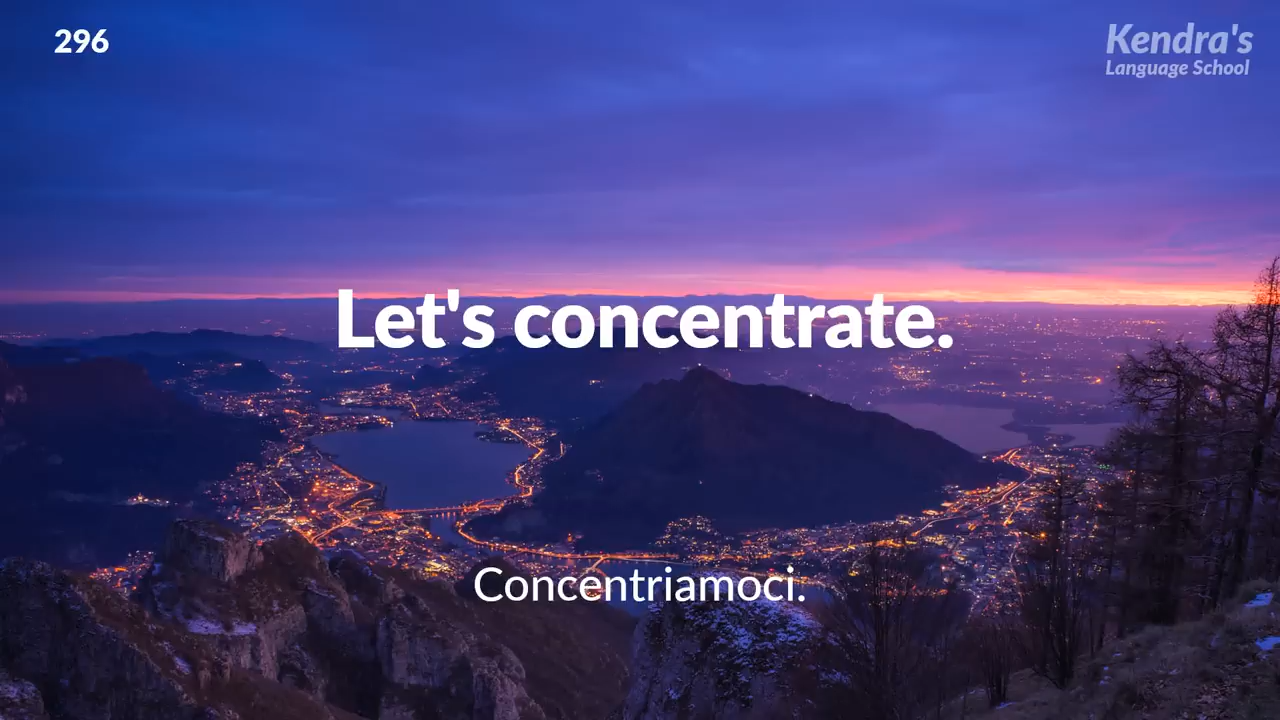 296
Kendra's
Language School
Let's concentrate.
Concentriamoci.